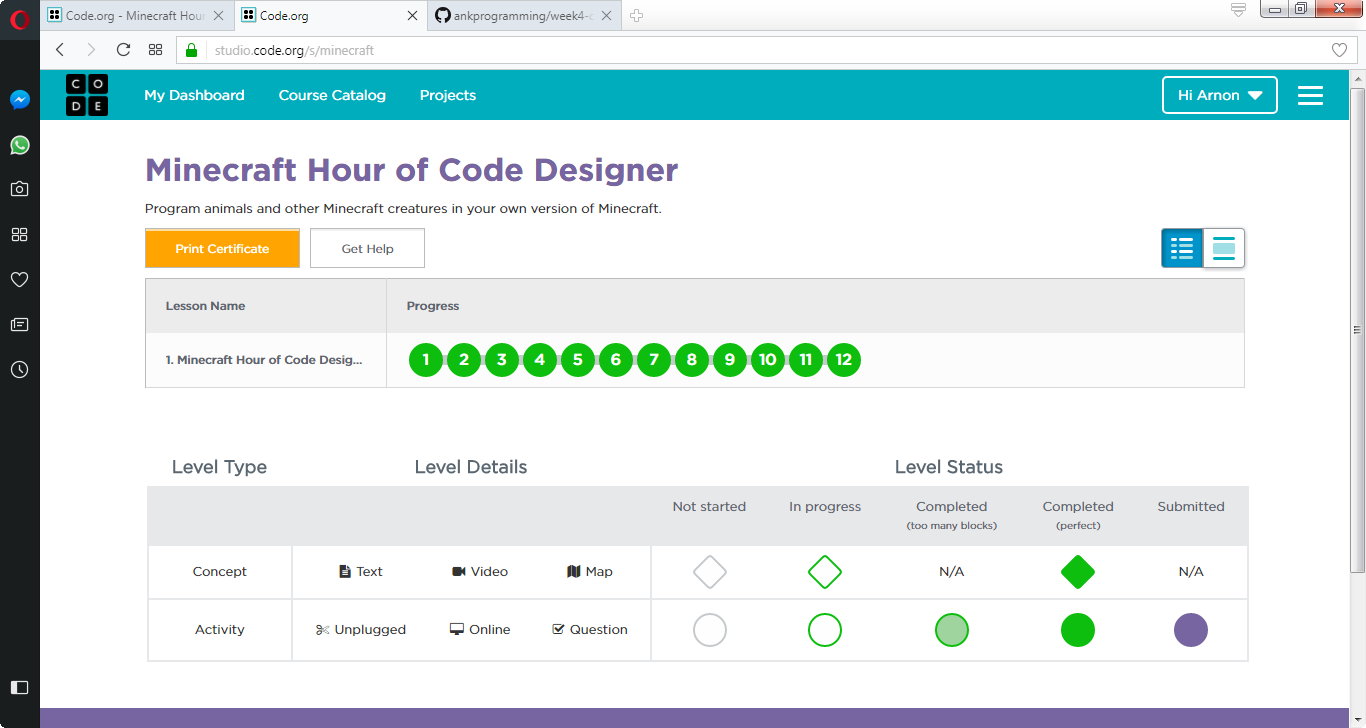 Code.org - Minecraft Hour
Code.org
ankprogramming/week4-
studio.code.org/s/minecraft
C O
D E
My Dashboard
Course Catalog
Projects
Hi Arnon
Minecraft Hour of Code Designer
Program animals and other Minecraft creatures in your own version of Minecraft.
Print Certificate
Get Help
Lesson Name
Progress
1. Minecraft Hour of Code Desig...
1 2 3 4 5 6 7 8 9 10 11 12
Level Type
Level Details
Level Status
Not started
In progress
Completed
(too many blocks)
Completed
(perfect)
Submitted
Concept
Text
Video
Map
N/A
N/A
Activity
Unplugged
Online
Question